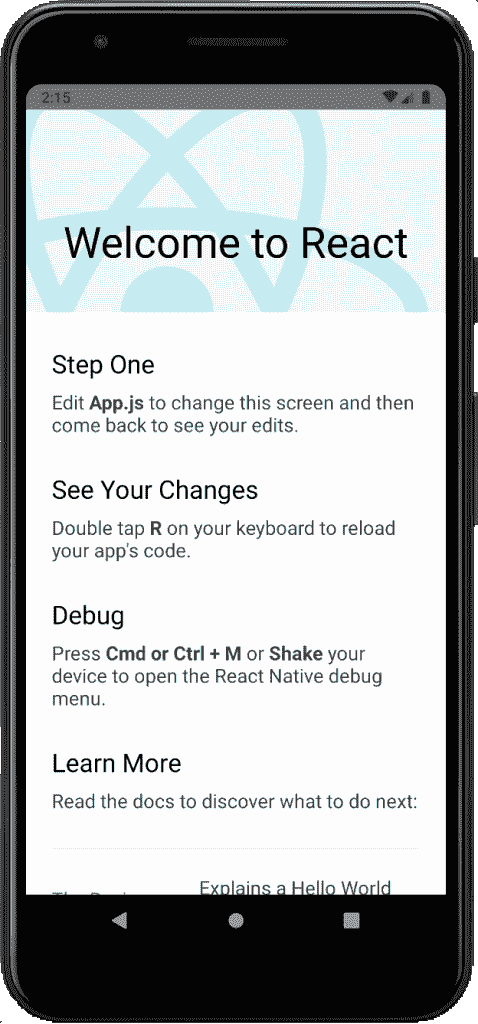 2:15
Welcome to React
Step One
Edit App.js to change this screen and then
come back to see your edits.
See Your Changes
Double tap R on your keyboard to reload
your app's code.
Debug
Press Cmd or Ctrl + M or Shake your
device to open the React Native debug
menu.
Learn More
Read the docs to discover what to do next:
Explains a Hello World